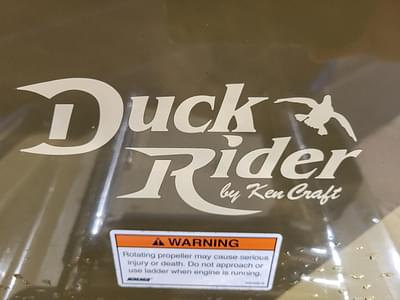 Duck
Rider
by Ken Craft
WARNING
Rotating propeller may cause serious
injury or death. Do not approach or
use ladder when engine is running.